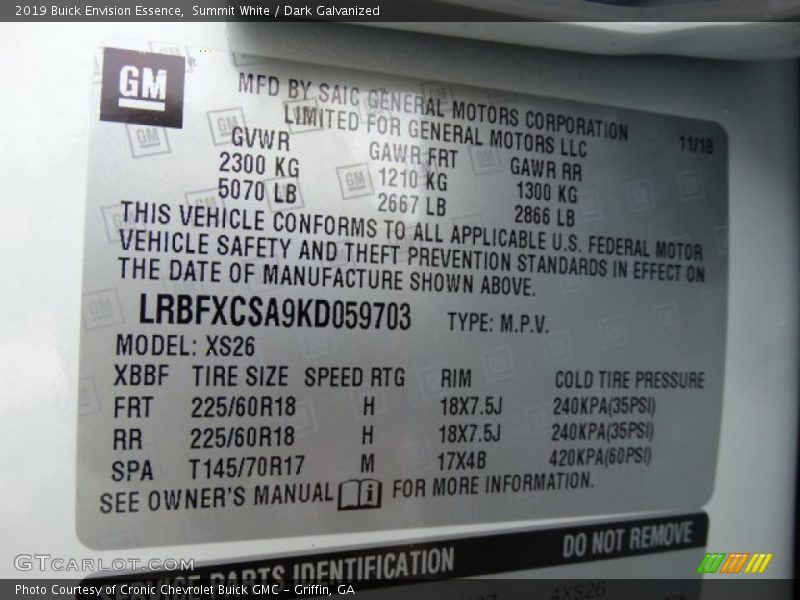 2019 Buick Envision Essence, Summit White / Dark Galvanized
GM
MFD BY SAIC GENERAL MOTORS CORPORATION
LIMITED FOR GENERAL MOTORS LLC
11/18
GVWR GAWR FRT GAWR RR
2300 KG 1210 KG 1300 KG
5070 LB 2667 LB 2866 LB
THIS VEHICLE CONFORMS TO ALL APPLICABLE U.S. FEDERAL MOTOR
VEHICLE SAFETY AND THEFT PREVENTION STANDARDS IN EFFECT ON
THE DATE OF MANUFACTURE SHOWN ABOVE.
LRBFXCSA9KD059703 TYPE: M.P.V.
MODEL: XS26
XBBF TIRE SIZE SPEED RTG RIM COLD TIRE PRESSURE
FRT 225/60R18 H 18X7.5J 240KPA(35PSI)
RR 225/60R18 H 18X7.5J 240KPA(35PSI)
SPA T145/70R17 M 17X4B 420KPA(60PSI)
SEE OWNER'S MANUAL i FOR MORE INFORMATION.
SERVICE PARTS IDENTIFICATION DO NOT REMOVE
4XS26
GTcarlot.com
Photo Courtesy of Cronic Chevrolet Buick GMC - Griffin, GA